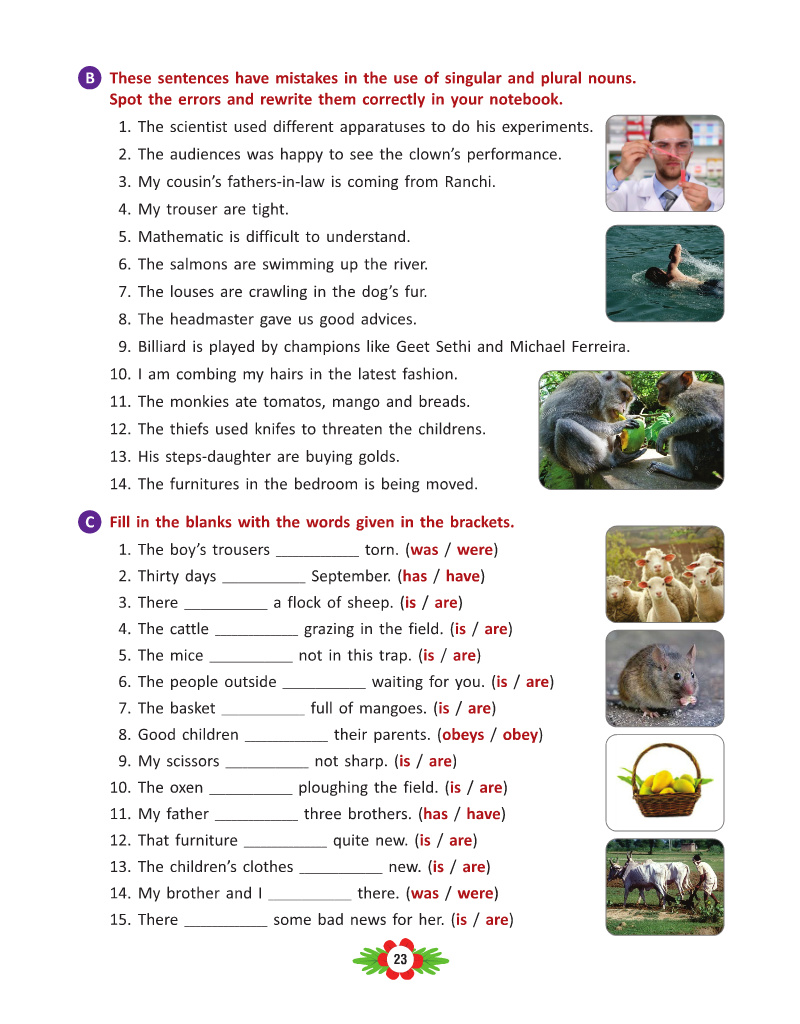 B These sentences have mistakes in the use of singular and plural nouns.
Spot the errors and rewrite them correctly in your notebook.
1. The scientist used different apparatuses to do his experiments.
2. The audiences was happy to see the clown’s performance.
3. My cousin’s fathers-in-law is coming from Ranchi.
4. My trouser are tight.
5. Mathematic is difficult to understand.
6. The salmons are swimming up the river.
7. The louses are crawling in the dog’s fur.
8. The headmaster gave us good advices.
9. Billiard is played by champions like Geet Sethi and Michael Ferreira.
10. I am combing my hairs in the latest fashion.
11. The monkies ate tomatos, mango and breads.
12. The thiefs used knifes to threaten the childrens.
13. His steps-daughter are buying golds.
14. The furnitures in the bedroom is being moved.
C Fill in the blanks with the words given in the brackets.
1. The boy’s trousers __________ torn. (was / were)
2. Thirty days __________ September. (has / have)
3. There __________ a flock of sheep. (is / are)
4. The cattle __________ grazing in the field. (is / are)
5. The mice __________ not in this trap. (is / are)
6. The people outside __________ waiting for you. (is / are)
7. The basket __________ full of mangoes. (is / are)
8. Good children __________ their parents. (obeys / obey)
9. My scissors __________ not sharp. (is / are)
10. The oxen __________ ploughing the field. (is / are)
11. My father __________ three brothers. (has / have)
12. That furniture __________ quite new. (is / are)
13. The children’s clothes __________ new. (is / are)
14. My brother and I __________ there. (was / were)
15. There __________ some bad news for her. (is / are)
23